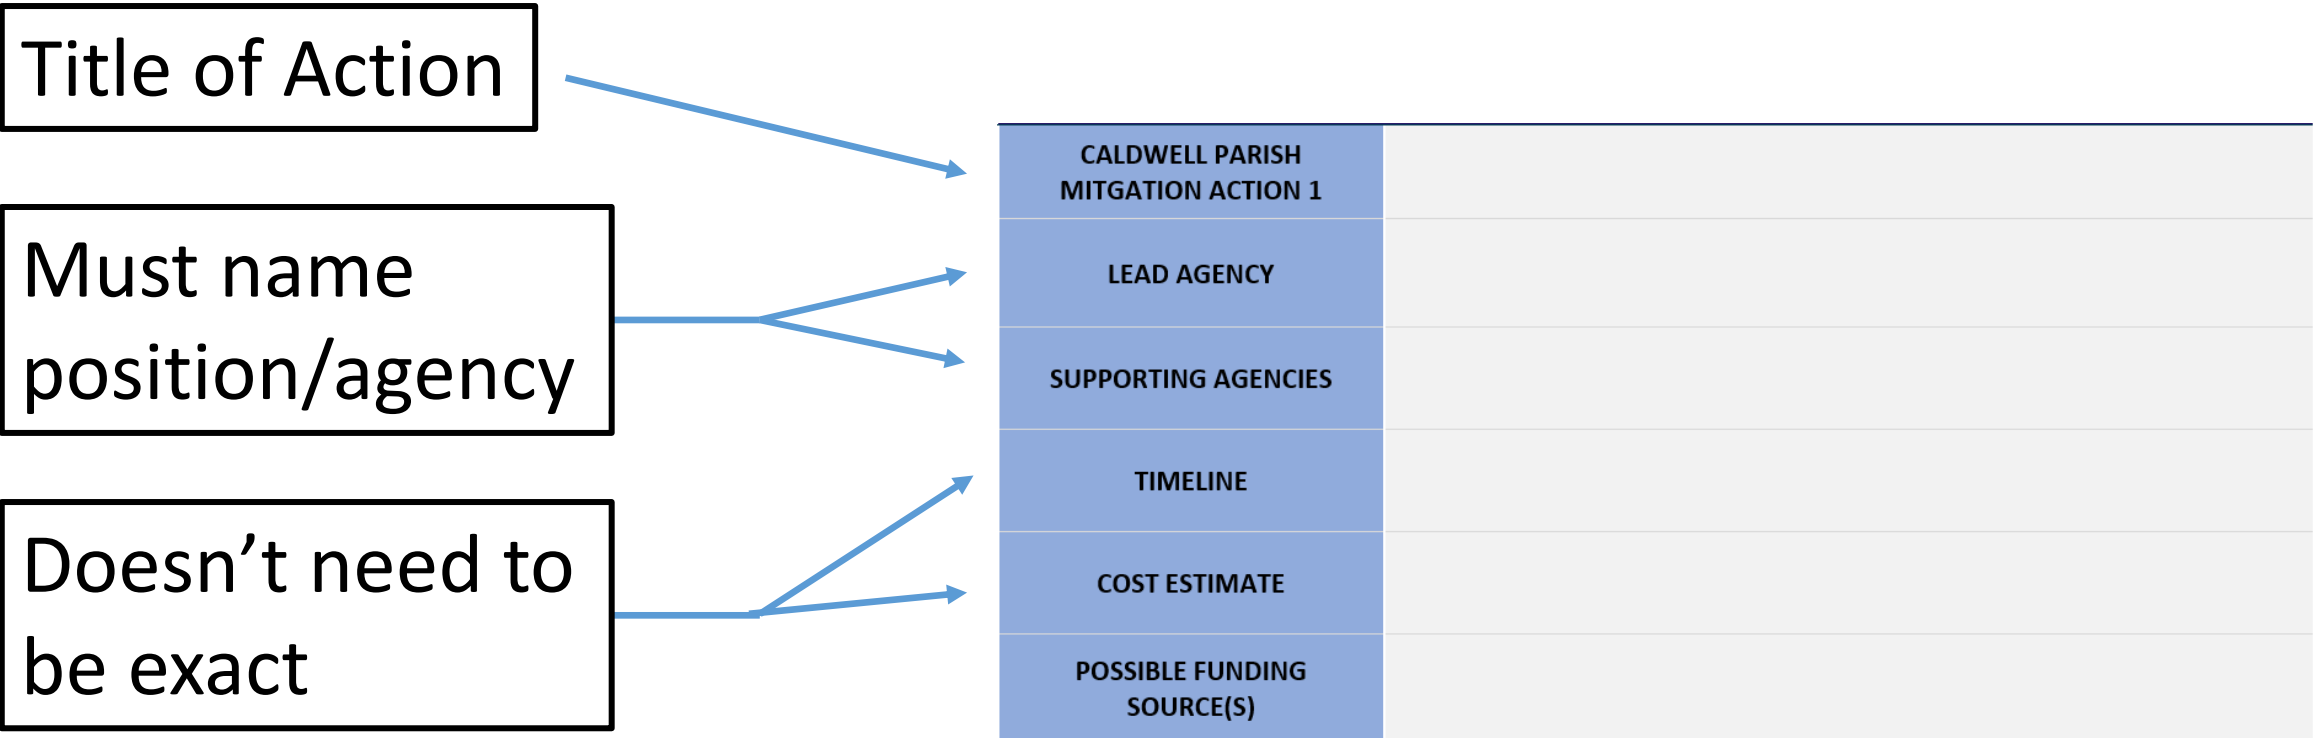 Title of Action
Must name
position/agency
Doesn’t need to
be exact
CALDWELL PARISH
MITGATION ACTION 1
LEAD AGENCY
SUPPORTING AGENCIES
TIMELINE
COST ESTIMATE
POSSIBLE FUNDING
SOURCE(S)